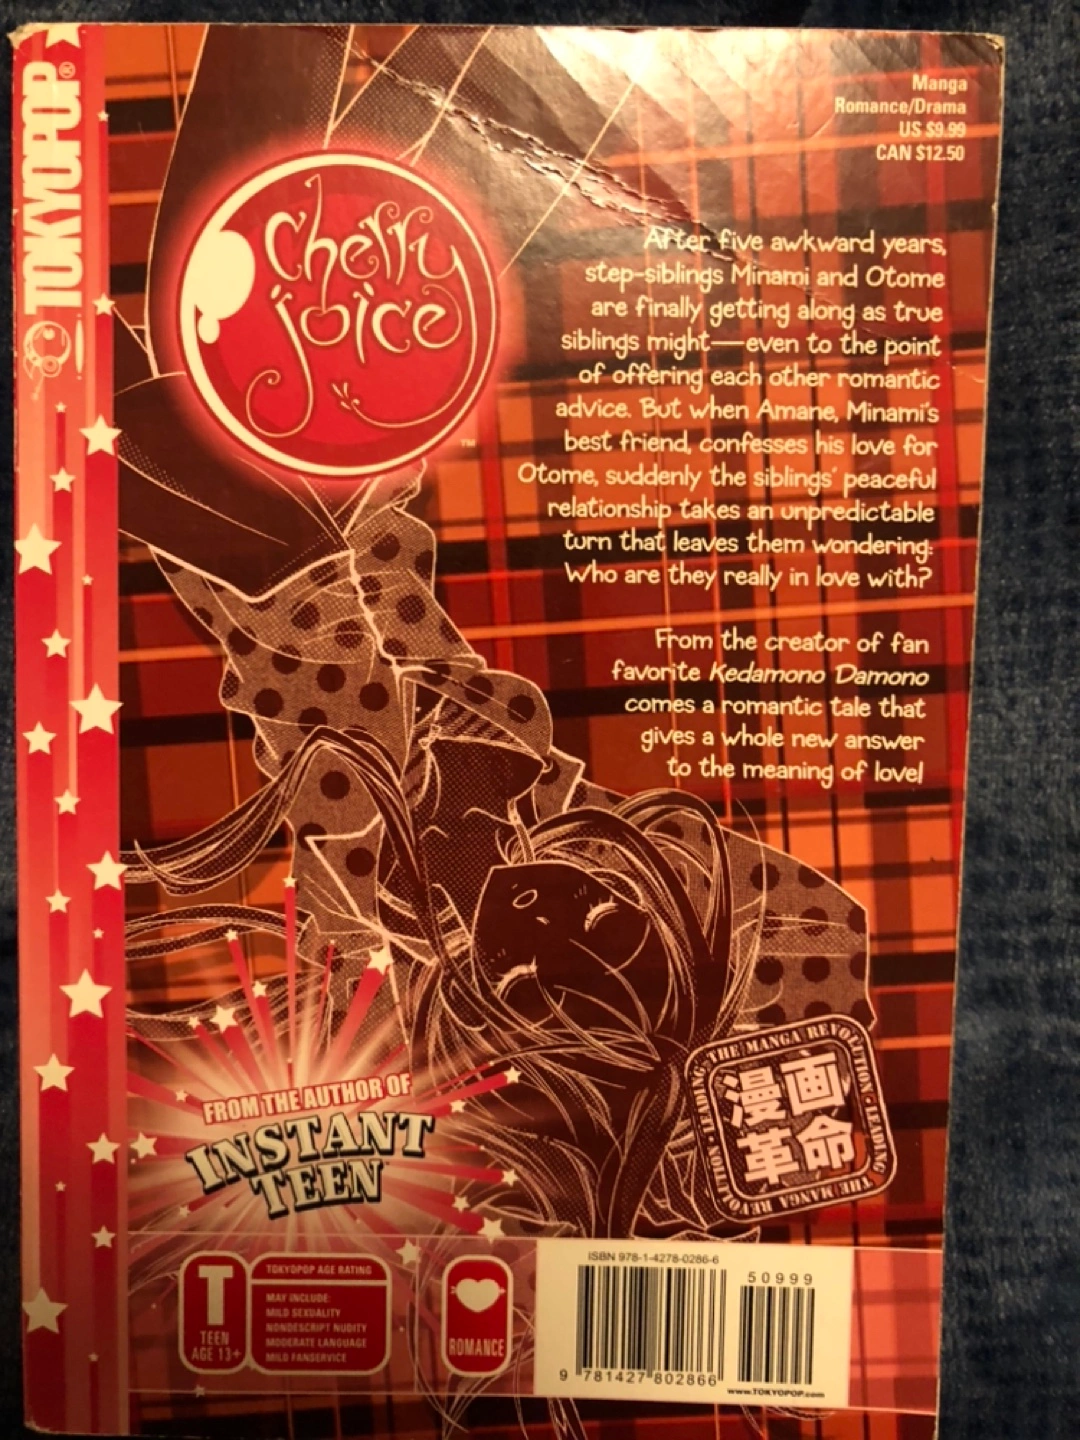 TOKYOPOP®
Manga
Romance/Drama
US $9.99
CAN $12.50
Cherry
juice
™
After five awkward years,
step-siblings Minami and Otome
are finally getting along as true
siblings might—even to the point
of offering each other romantic
advice. But when Amane, Minami's
best friend, confesses his love for
Otome, suddenly the siblings' peaceful
relationship takes an unpredictable
turn that leaves them wondering:
Who are they really in love with?
From the creator of fan
favorite Kedamono Damono
comes a romantic tale that
gives a whole new answer
to the meaning of love!
FROM THE AUTHOR OF
INSTANT
TEEN
THE MANGA REVOLUTION · LEADING THE MANGA REVOLUTION · LEADING
漫画
革命
T
TEEN
AGE 13+
TOKYOPOP AGE RATING
MAY INCLUDE:
MILD SEXUALITY
NONDESCRIPT NUDITY
MODERATE LANGUAGE
MILD FANSERVICE
ROMANCE
ISBN 978-1-4278-0286-6
50999
9 781427 802866
www.TOKYOPOP.com